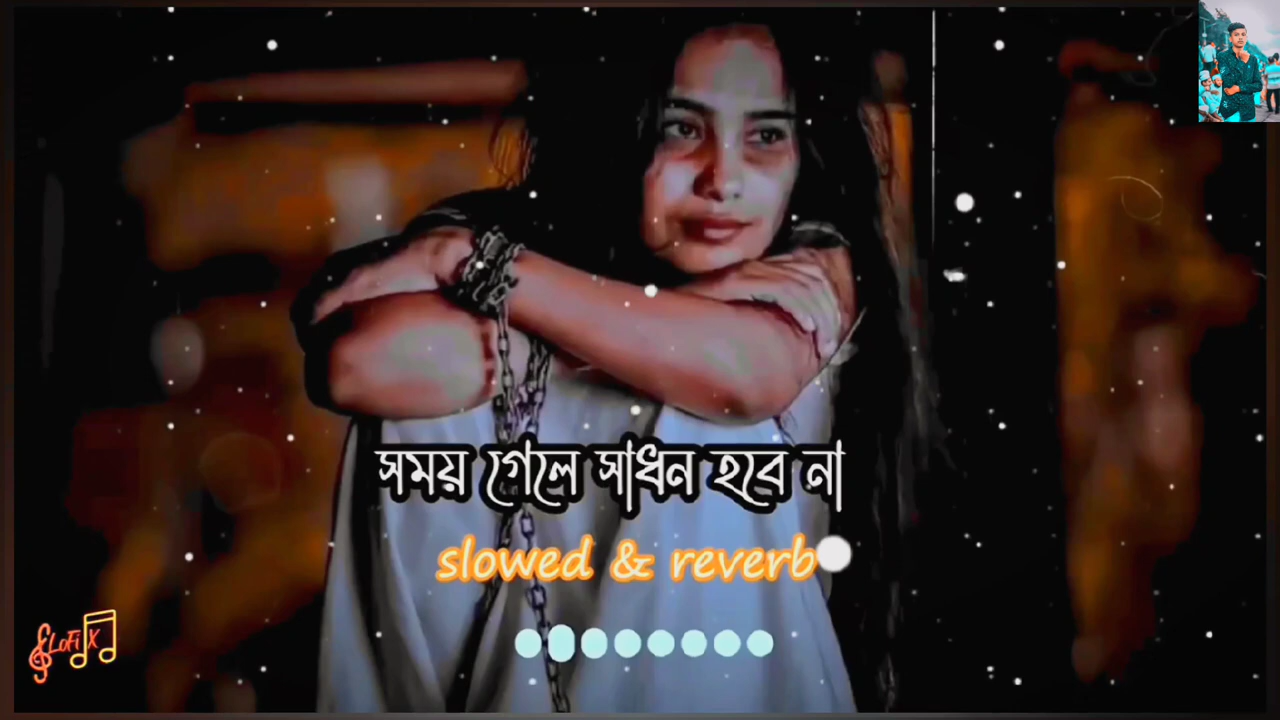 সময় গেলে সাধন হবে না
slowed & reverb
LoFi X